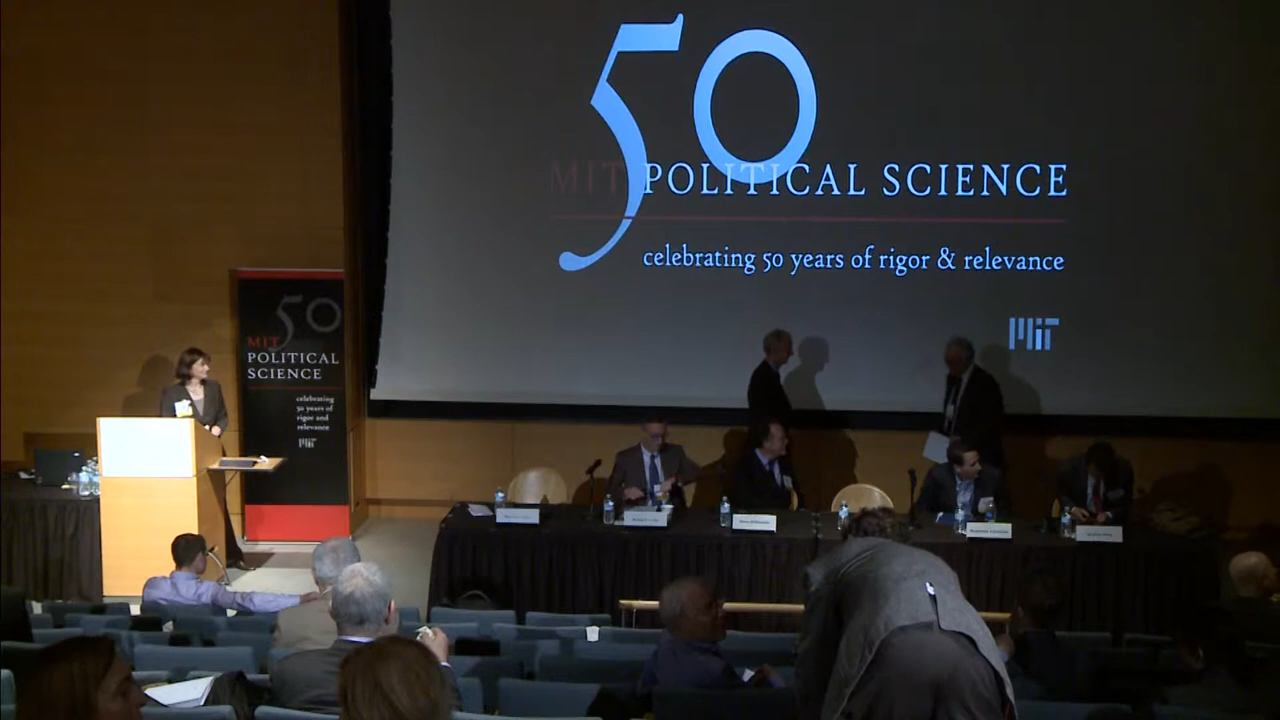 50
MIT POLITICAL SCIENCE
celebrating 50 years of rigor & relevance
MIT
50
MIT
POLITICAL
SCIENCE
celebrating
50 years of
rigor and
relevance
MIT